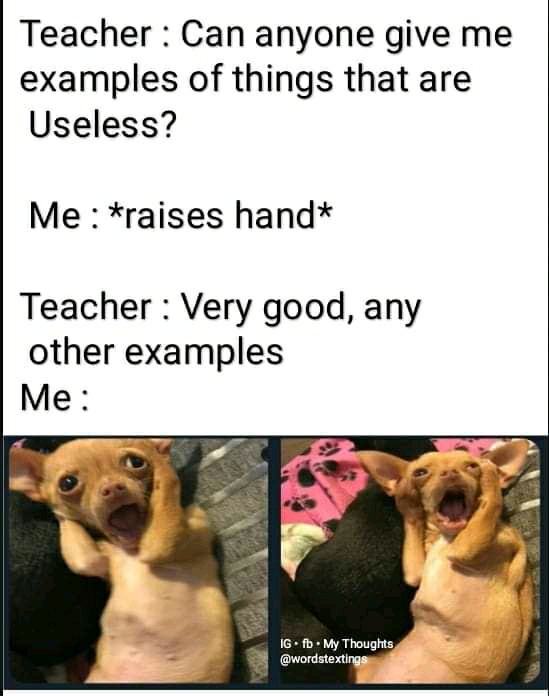 Teacher : Can anyone give me
examples of things that are
Useless?
Me : *raises hand*
Teacher : Very good, any
other examples
Me :
IG • fb • My Thoughts
@wordstextings